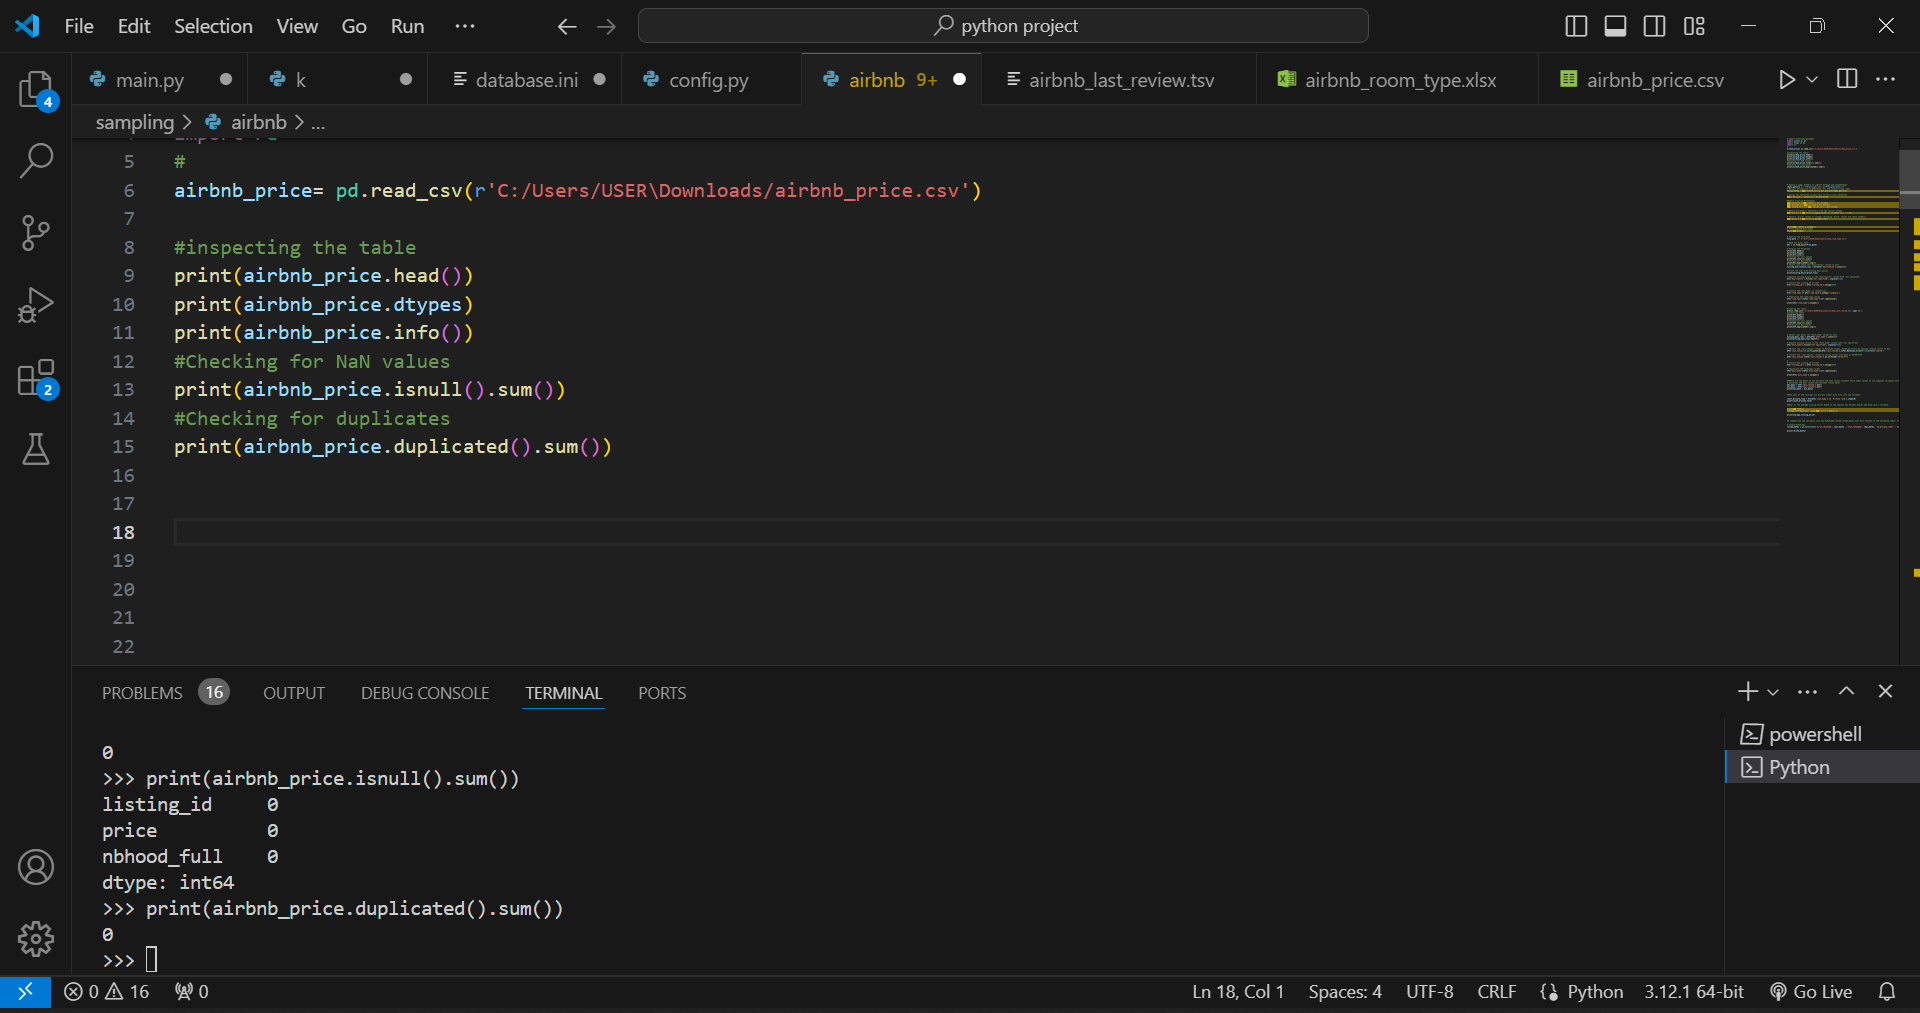 File Edit Selection View Go Run ··· python project
4
2
main.py k database.ini config.py airbnb 9+ airbnb_last_review.tsv airbnb_room_type.xlsx airbnb_price.csv
sampling > airbnb > ...
5 #
6 airbnb_price= pd.read_csv(r'C:/Users/USER\Downloads/airbnb_price.csv')
7
8 #inspecting the table
9 print(airbnb_price.head())
10 print(airbnb_price.dtypes)
11 print(airbnb_price.info())
12 #Checking for NaN values
13 print(airbnb_price.isnull().sum())
14 #Checking for duplicates
15 print(airbnb_price.duplicated().sum())
16
17
18
19
20
21
22
PROBLEMS 16 OUTPUT DEBUG CONSOLE TERMINAL PORTS
0
>>> print(airbnb_price.isnull().sum())
listing_id 0
price 0
nbhood_full 0
dtype: int64
>>> print(airbnb_price.duplicated().sum())
0
>>>
powershell
Python
0 16 0 Ln 18, Col 1 Spaces: 4 UTF-8 CRLF Python 3.12.1 64-bit Go Live